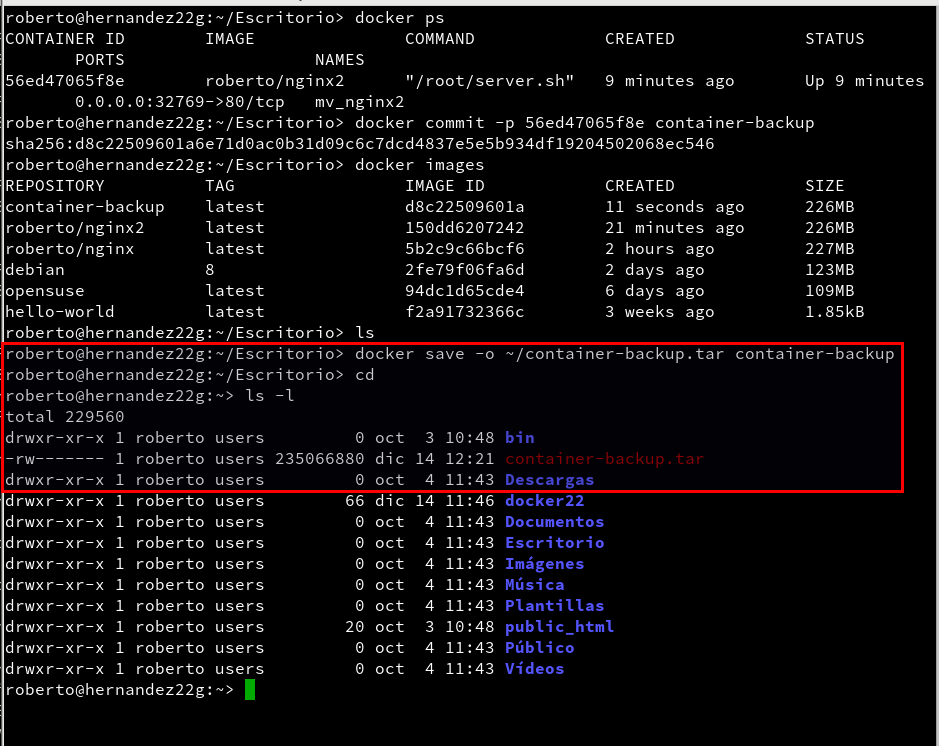 roberto@hernandez22g:~/Escritorio> docker ps
CONTAINER ID        IMAGE               COMMAND             CREATED             STATUS
       PORTS                   NAMES
56ed47065f8e        roberto/nginx2      "/root/server.sh"   9 minutes ago       Up 9 minutes
       0.0.0.0:32769->80/tcp   mv_nginx2
roberto@hernandez22g:~/Escritorio> docker commit -p 56ed47065f8e container-backup
sha256:d8c22509601a6e71d0ac0b31d09c6c7dcd4837e5e5b934df19204502068ec546
roberto@hernandez22g:~/Escritorio> docker images
REPOSITORY          TAG                 IMAGE ID            CREATED             SIZE
container-backup    latest              d8c22509601a        11 seconds ago      226MB
roberto/nginx2      latest              150dd6207242        21 minutes ago      226MB
roberto/nginx       latest              5b2c9c66bcf6        2 hours ago         227MB
debian              8                   2fe79f06fa6d        2 days ago          123MB
opensuse            latest              94dc1d65cde4        6 days ago          109MB
hello-world         latest              f2a91732366c        3 weeks ago         1.85kB
roberto@hernandez22g:~/Escritorio> ls
roberto@hernandez22g:~/Escritorio> docker save -o ~/container-backup.tar container-backup
roberto@hernandez22g:~/Escritorio> cd
roberto@hernandez22g:~> ls -l
total 229560
drwxr-xr-x 1 roberto users         0 oct  3 10:48 bin
-rw------- 1 roberto users 235066880 dic 14 12:21 container-backup.tar
drwxr-xr-x 1 roberto users         0 oct  4 11:43 Descargas
drwxr-xr-x 1 roberto users        66 dic 14 11:46 docker22
drwxr-xr-x 1 roberto users         0 oct  4 11:43 Documentos
drwxr-xr-x 1 roberto users         0 oct  4 11:43 Escritorio
drwxr-xr-x 1 roberto users         0 oct  4 11:43 Imágenes
drwxr-xr-x 1 roberto users         0 oct  4 11:43 Música
drwxr-xr-x 1 roberto users         0 oct  4 11:43 Plantillas
drwxr-xr-x 1 roberto users        20 oct  3 10:48 public_html
drwxr-xr-x 1 roberto users         0 oct  4 11:43 Público
drwxr-xr-x 1 roberto users         0 oct  4 11:43 Vídeos
roberto@hernandez22g:~>